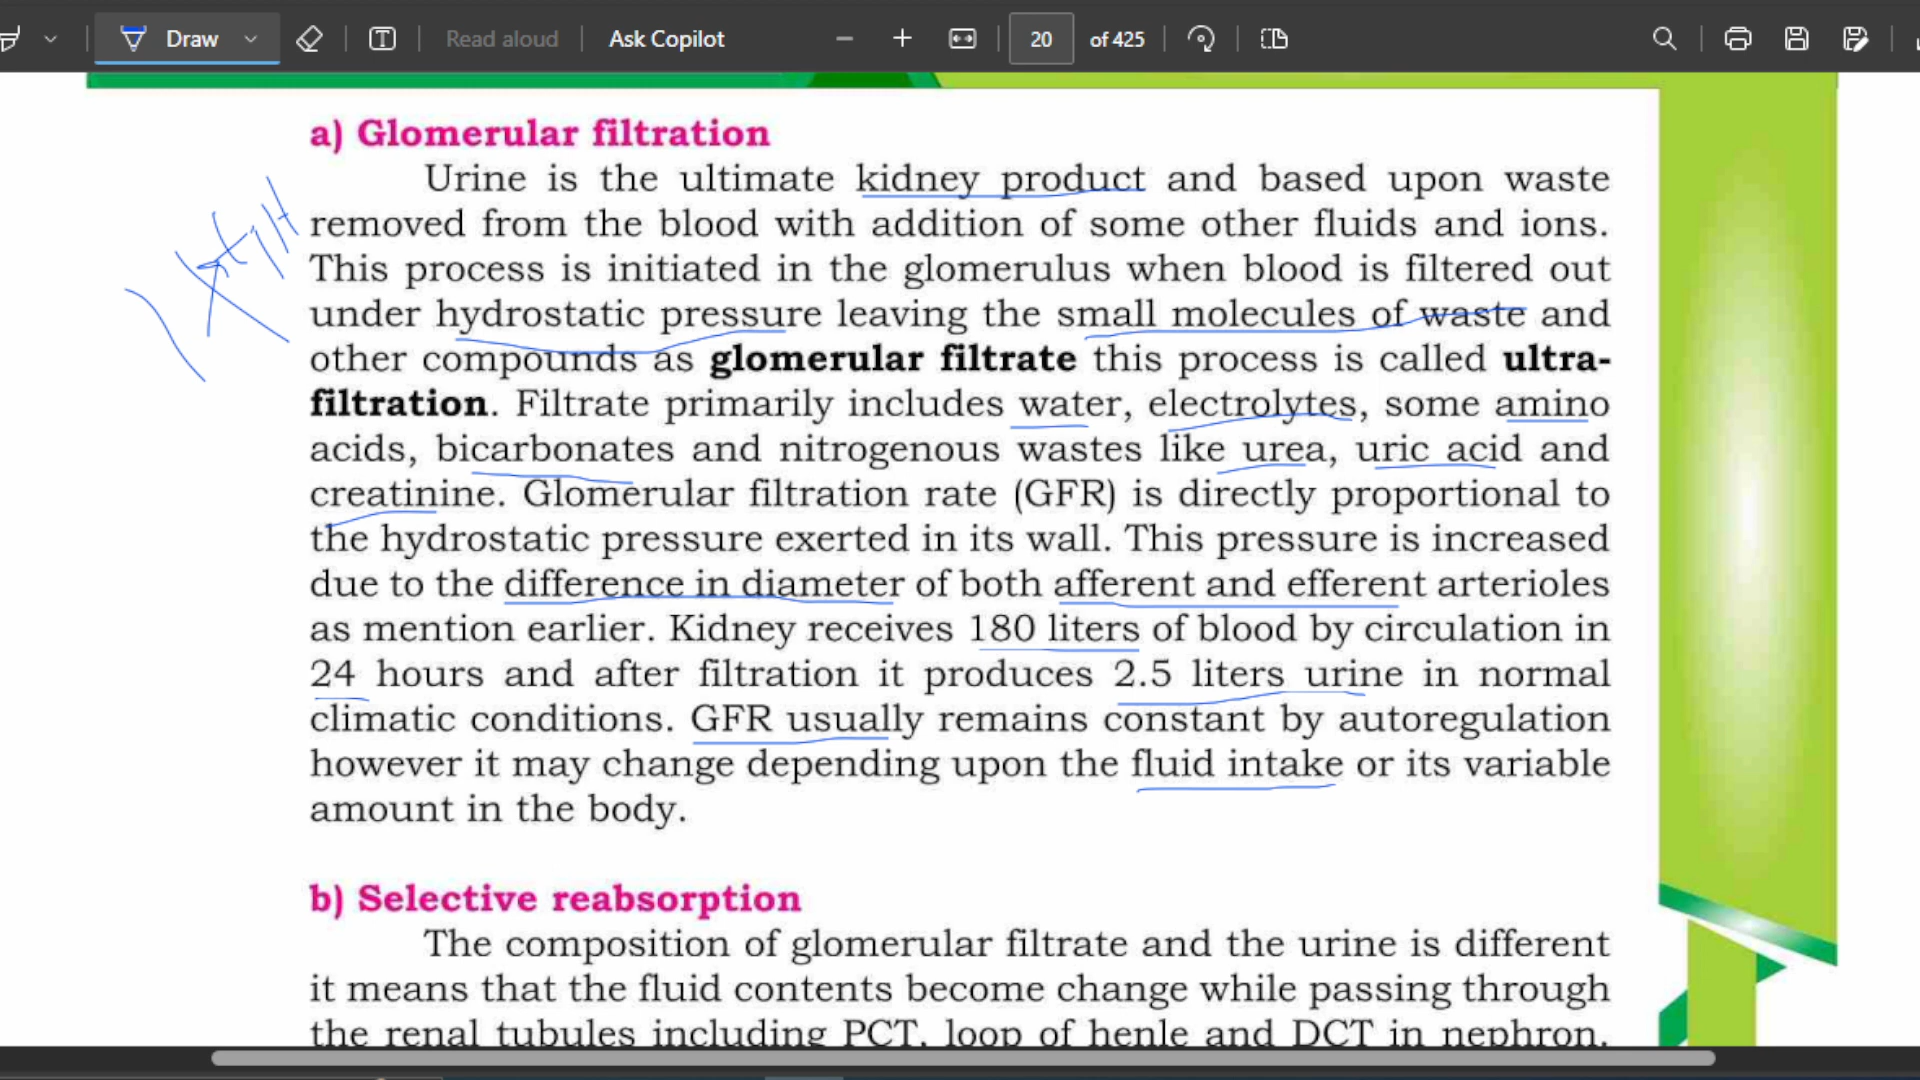 Draw
Read aloud
Ask Copilot
20 of 425
a) Glomerular filtration
Urine is the ultimate kidney product and based upon waste
removed from the blood with addition of some other fluids and ions.
This process is initiated in the glomerulus when blood is filtered out
under hydrostatic pressure leaving the small molecules of waste and
other compounds as glomerular filtrate this process is called ultra-
filtration. Filtrate primarily includes water, electrolytes, some amino
acids, bicarbonates and nitrogenous wastes like urea, uric acid and
creatinine. Glomerular filtration rate (GFR) is directly proportional to
the hydrostatic pressure exerted in its wall. This pressure is increased
due to the difference in diameter of both afferent and efferent arterioles
as mention earlier. Kidney receives 180 liters of blood by circulation in
24 hours and after filtration it produces 2.5 liters urine in normal
climatic conditions. GFR usually remains constant by autoregulation
however it may change depending upon the fluid intake or its variable
amount in the body.
b) Selective reabsorption
The composition of glomerular filtrate and the urine is different
it means that the fluid contents become change while passing through
the renal tubules including PCT, loop of henle and DCT in nephron.